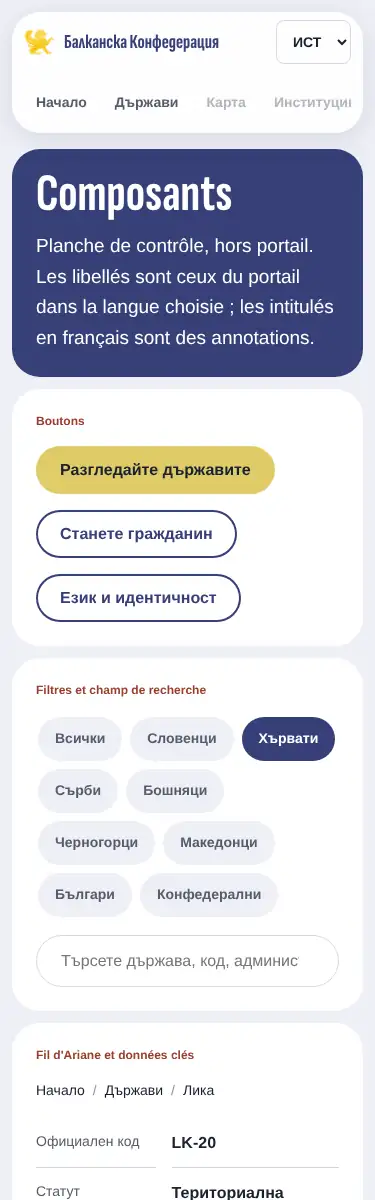 Балканска Конфедерация
ИСТ
Начало Държави Карта Институции
Composants
Planche de contrôle, hors portail.
Les libellés sont ceux du portail
dans la langue choisie ; les intitulés
en français sont des annotations.
Boutons
Разгледайте държавите
Станете гражданин
Език и идентичност
Filtres et champ de recherche
Всички Словенци Хървати
Сърби Бошняци
Черногорци Македонци
Българи Конфедерални
Търсете държава, код, админис
Fil d'Ariane et données clés
Начало / Държави / Лика
Официален код LK-20
Статут Териториална